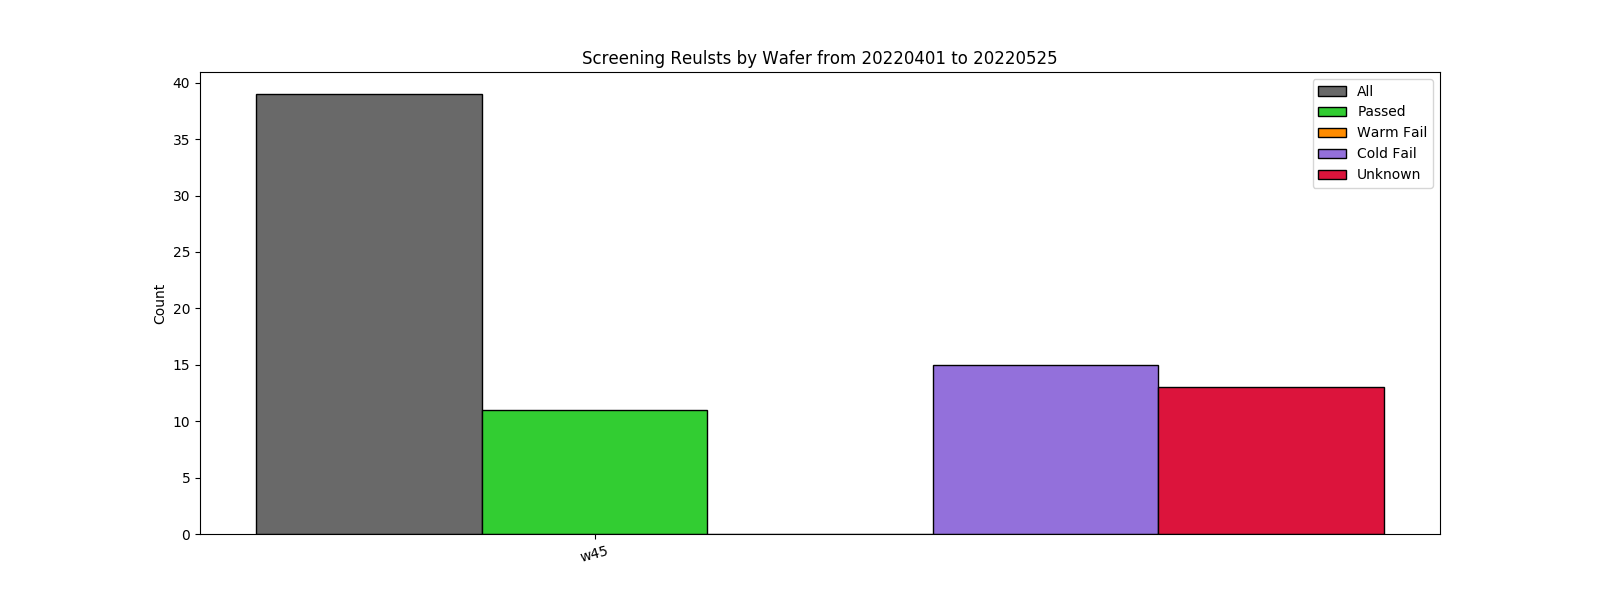 Screening Reulsts by Wafer from 20220401 to 20220525
40
35
30
25
20
15
10
5
0
Count
w45
All
Passed
Warm Fail
Cold Fail
Unknown